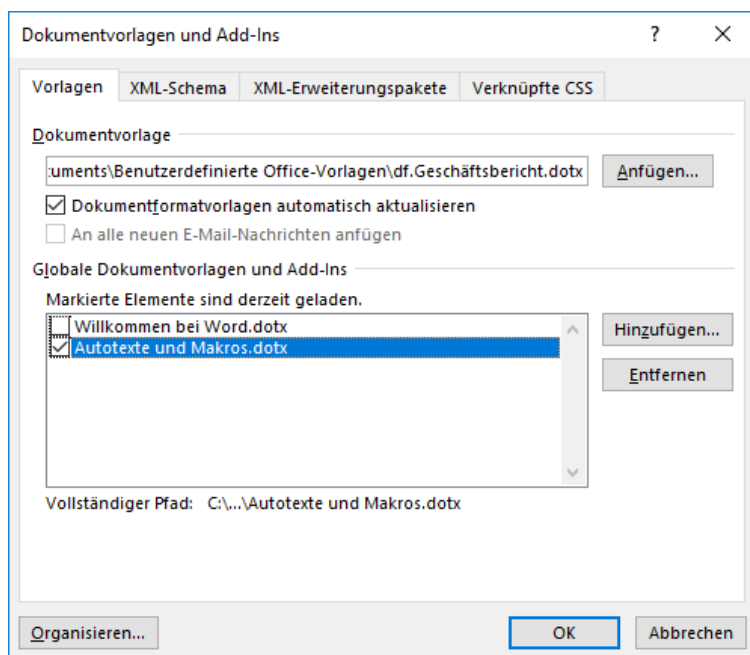 Dokumentvorlagen und Add-Ins ?
Vorlagen XML-Schema XML-Erweiterungspakete Verknüpfte CSS
Dokumentvorlage
:uments\Benutzerdefinierte Office-Vorlagen\df.Geschäftsbericht.dotx Anfügen...
Dokumentformatvorlagen automatisch aktualisieren
An alle neuen E-Mail-Nachrichten anfügen
Globale Dokumentvorlagen und Add-Ins
Markierte Elemente sind derzeit geladen.
Willkommen bei Word.dotx Hinzufügen...
Autotexte und Makros.dotx
Entfernen
Vollständiger Pfad: C:\...\Autotexte und Makros.dotx
Organisieren... OK Abbrechen